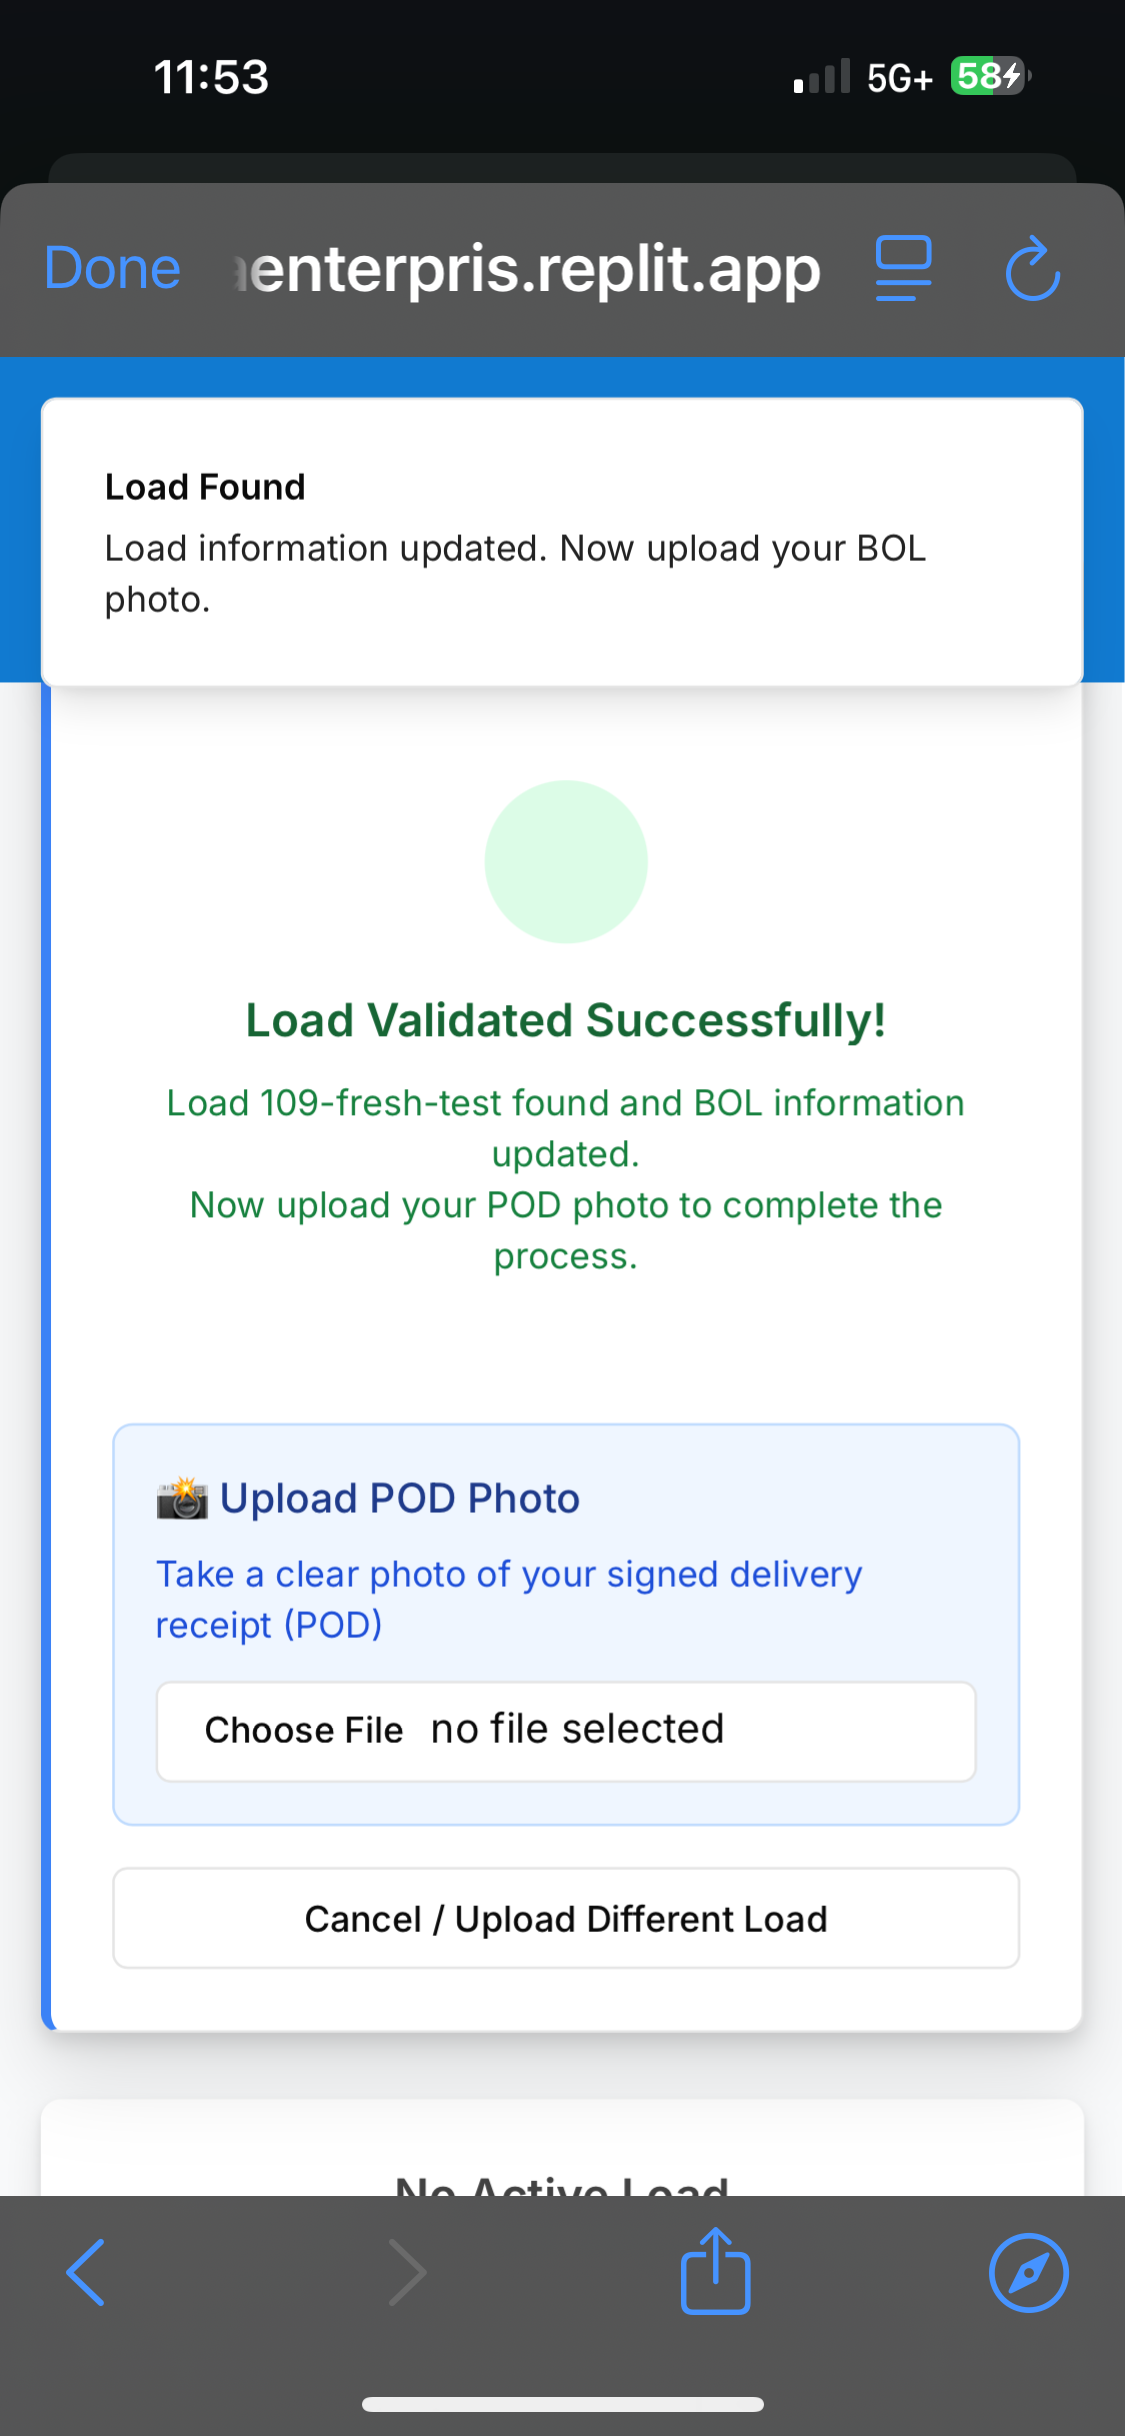 11:53
5G+
58
Done
enterpris.replit.app
Load Found
Load information updated. Now upload your BOL
photo.
Load Validated Successfully!
Load 109-fresh-test found and BOL information
updated.
Now upload your POD photo to complete the
process.
Upload POD Photo
Take a clear photo of your signed delivery
receipt (POD)
Choose File no file selected
Cancel / Upload Different Load
No Active Load